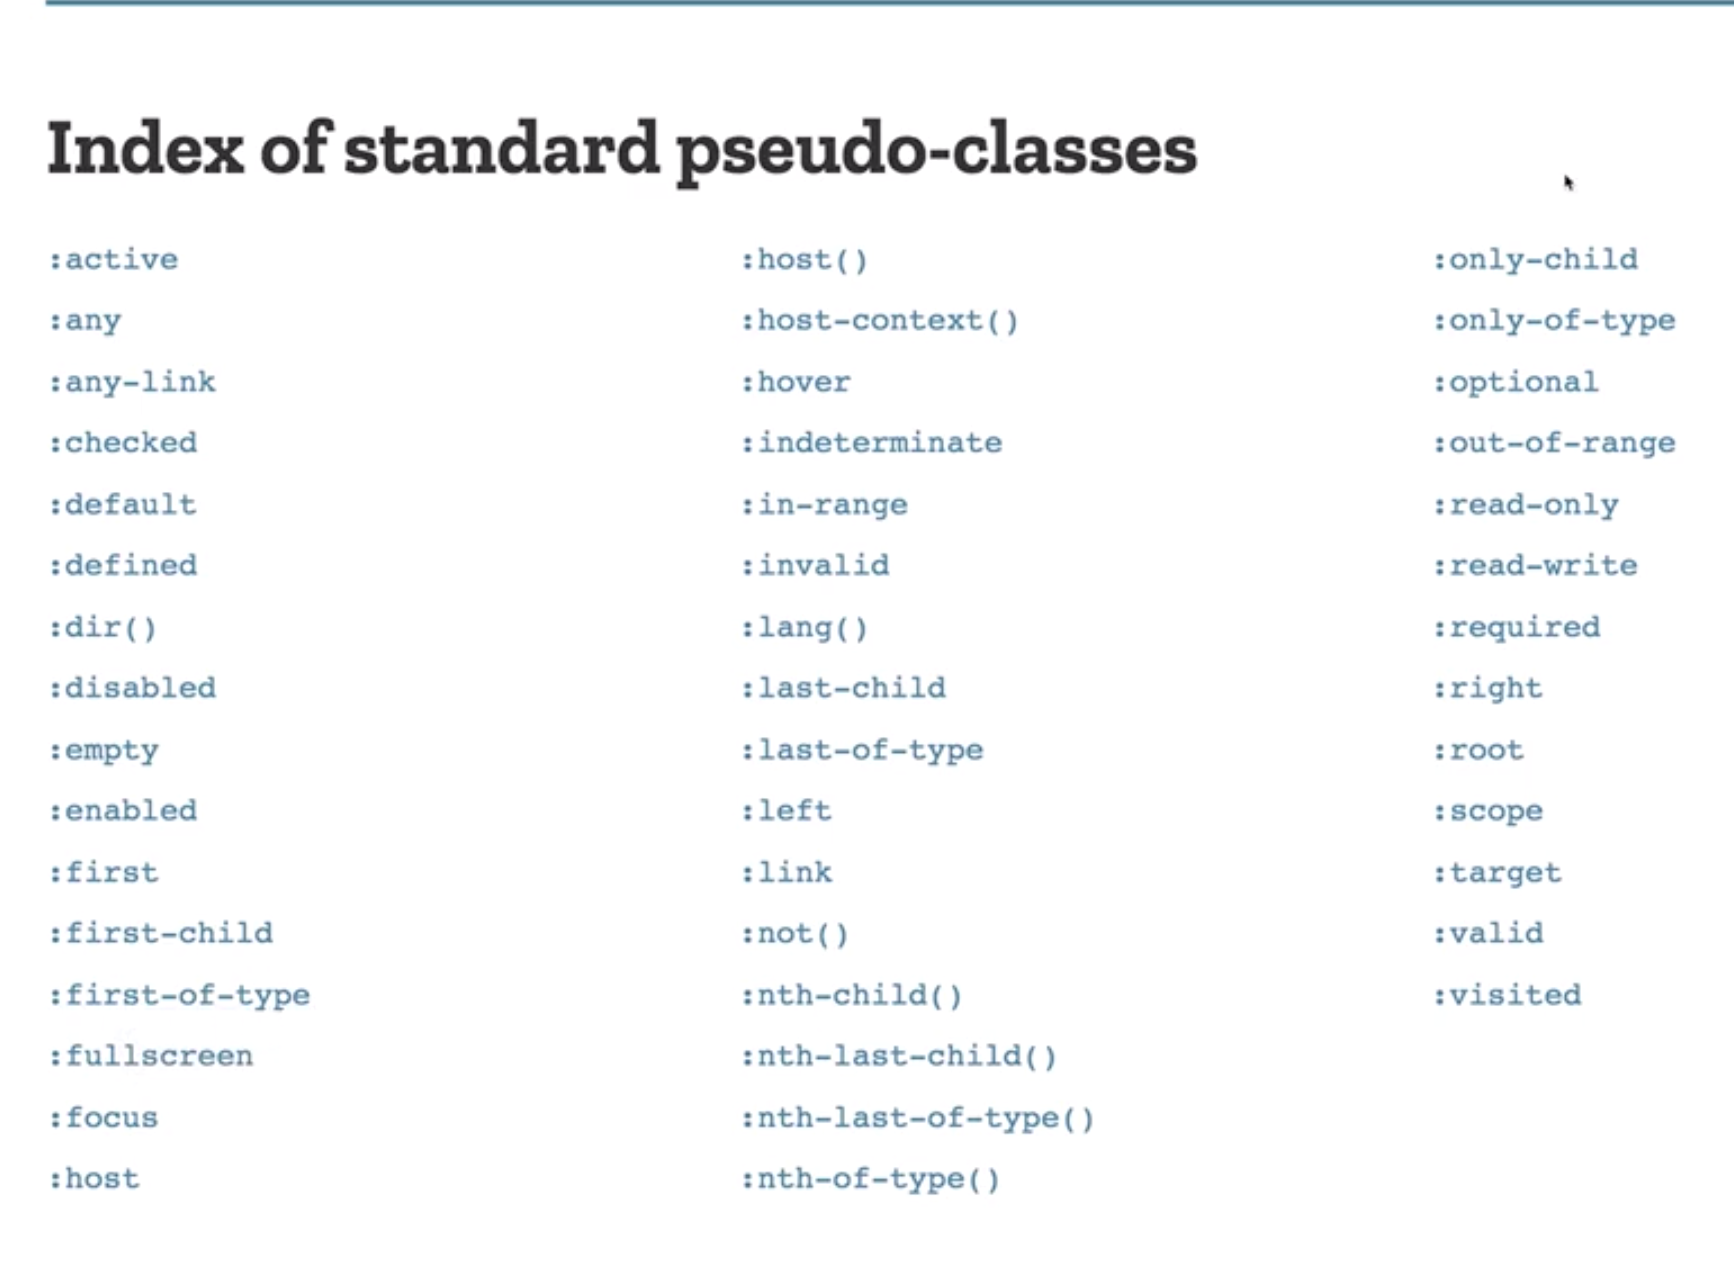 Index of standard pseudo-classes
:active
:any
:any-link
:checked
:default
:defined
:dir()
:disabled
:empty
:enabled
:first
:first-child
:first-of-type
:fullscreen
:focus
:host
:host()
:host-context()
:hover
:indeterminate
:in-range
:invalid
:lang()
:last-child
:last-of-type
:left
:link
:not()
:nth-child()
:nth-last-child()
:nth-last-of-type()
:nth-of-type()
:only-child
:only-of-type
:optional
:out-of-range
:read-only
:read-write
:required
:right
:root
:scope
:target
:valid
:visited